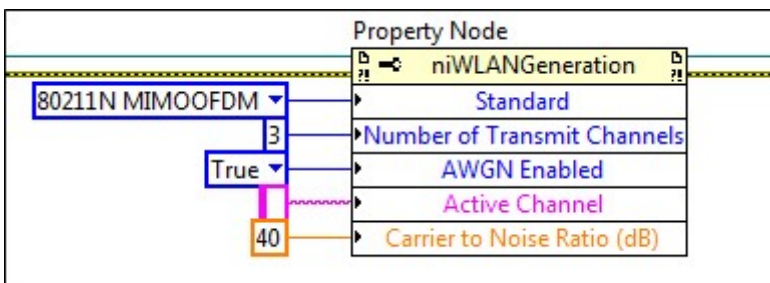 Property Node
niWLANGeneration
80211N MIMOOFDM Standard
3 Number of Transmit Channels
True AWGN Enabled
Active Channel
40 Carrier to Noise Ratio (dB)